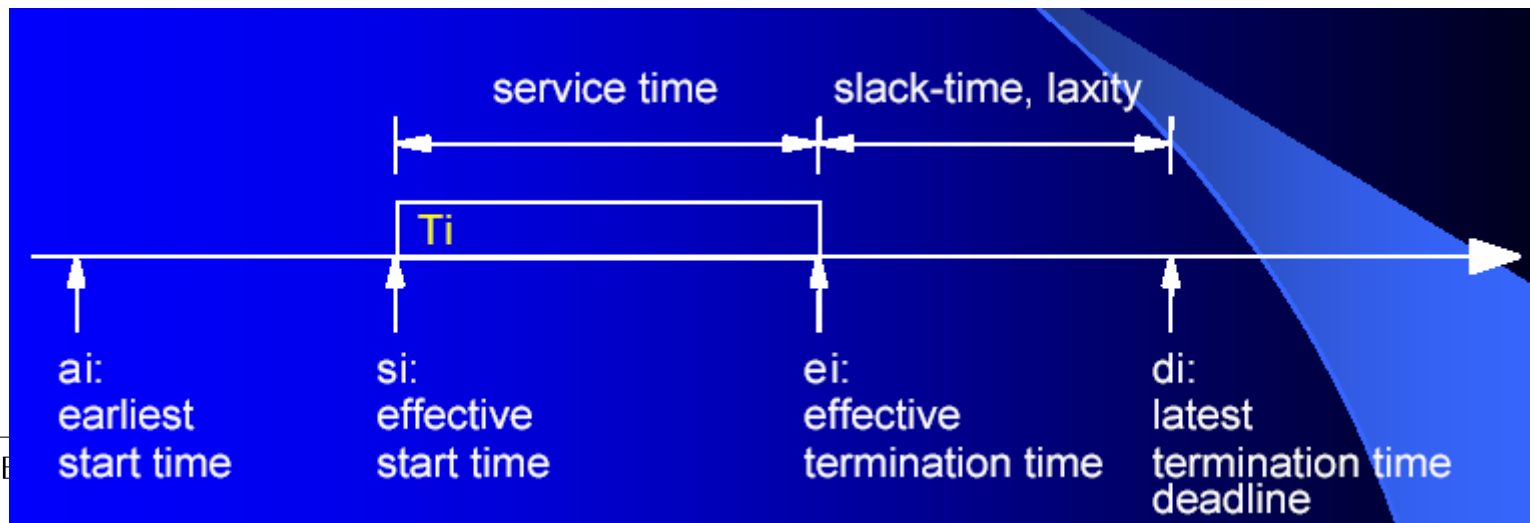 service time
slack-time, laxity
Ti
ai:
earliest
start time
si:
effective
start time
ei:
effective
termination time
di:
latest
termination time
deadline